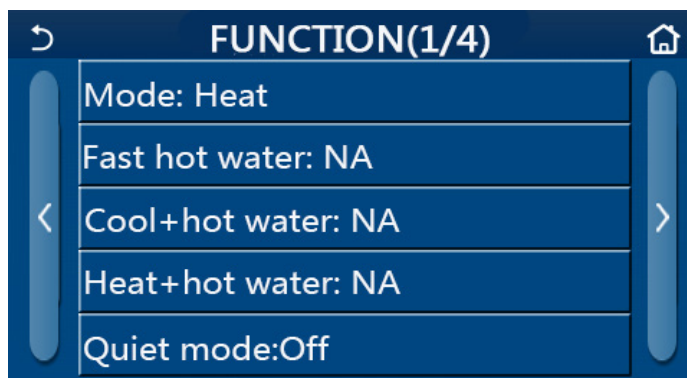 FUNCTION(1/4)
Mode: Heat
Fast hot water: NA
Cool+hot water: NA
Heat+hot water: NA
Quiet mode:Off